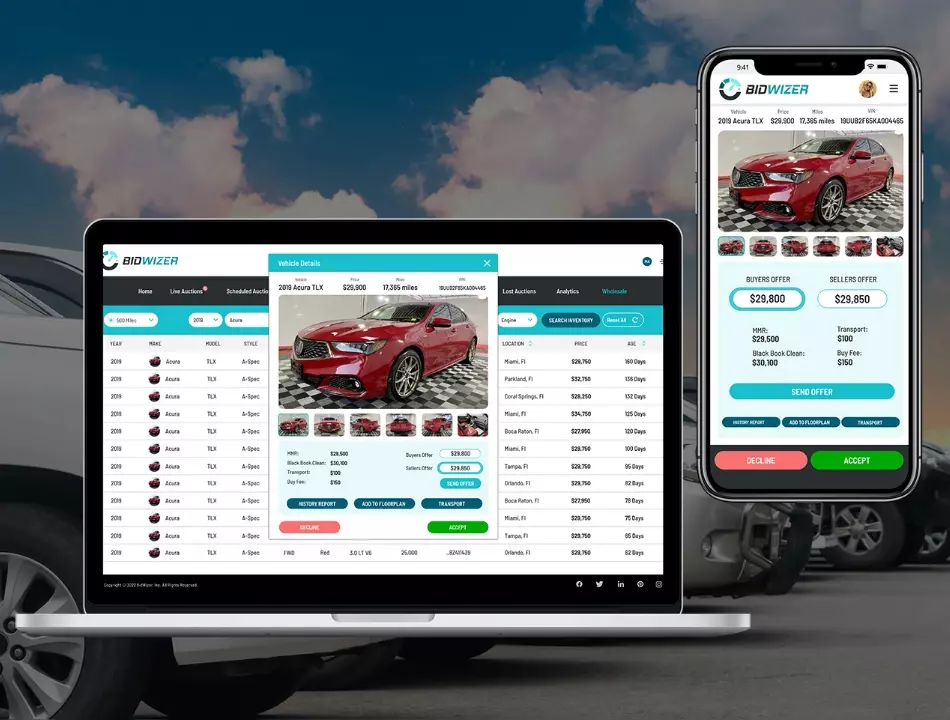 BIDWIZER
Home Live Auctions Scheduled Auctio Lost Auctions Analytics Wholesale
500 Miles 2019 Acura Engine SEARCH INVENTORY Reset All
YEAR MAKE MODEL STYLE LOCATION PRICE AGE
2019 Acura TLX A-Spec Miami, Fl $29,750 160 Days
2019 Acura TLX A-Spec Parkland, Fl $32,750 136 Days
2019 Acura TLX A-Spec Coral Springs, Fl $28,250 132 Days
2019 Acura TLX A-Spec Miami, Fl $34,750 125 Days
2019 Acura TLX A-Spec Boca Raton, Fl $27,950 120 Days
2019 Acura TLX A-Spec Miami, Fl $29,750 100 Days
2019 Acura TLX A-Spec Tampa, Fl $29,750 95 Days
2019 Acura TLX A-Spec Orlando, Fl $29,750 82 Days
2019 Acura TLX A-Spec Boca Raton, Fl $27,950 78 Days
2019 Acura TLX A-Spec Miami, Fl $29,750 75 Days
2019 Acura TLX A-Spec Tampa, Fl $29,750 65 Days
2019 Acura TLX A-Spec FWD Red 3.0 LT V6 25,000 Orlando, Fl $29,750 62 Days
Copyright © 2022 BidWizer, Inc. All Rights Reserved.
Vehicle Details
Vehicle Price Miles VIN
2019 Acura TLX $29,900 17,365 miles 19UUB2F65KA004465
MMR: $29,500
Black Book Clean: $30,100
Transport: $100
Buy Fee: $150
Buyers Offer $29,800
Sellers Offer $29,850
SEND OFFER
HISTORY REPORT ADD TO FLOORPLAN TRANSPORT
DECLINE ACCEPT
9:41
BIDWIZER
Vehicle Price Miles VIN
2019 Acura TLX $29,900 17,365 miles 19UUB2F65KA004465
BUYERS OFFER SELLERS OFFER
$29,800 $29,850
MMR: Transport:
$29,500 $100
Black Book Clean: Buy Fee:
$30,100 $150
SEND OFFER
HISTORY REPORT ADD TO FLOORPLAN TRANSPORT
DECLINE ACCEPT